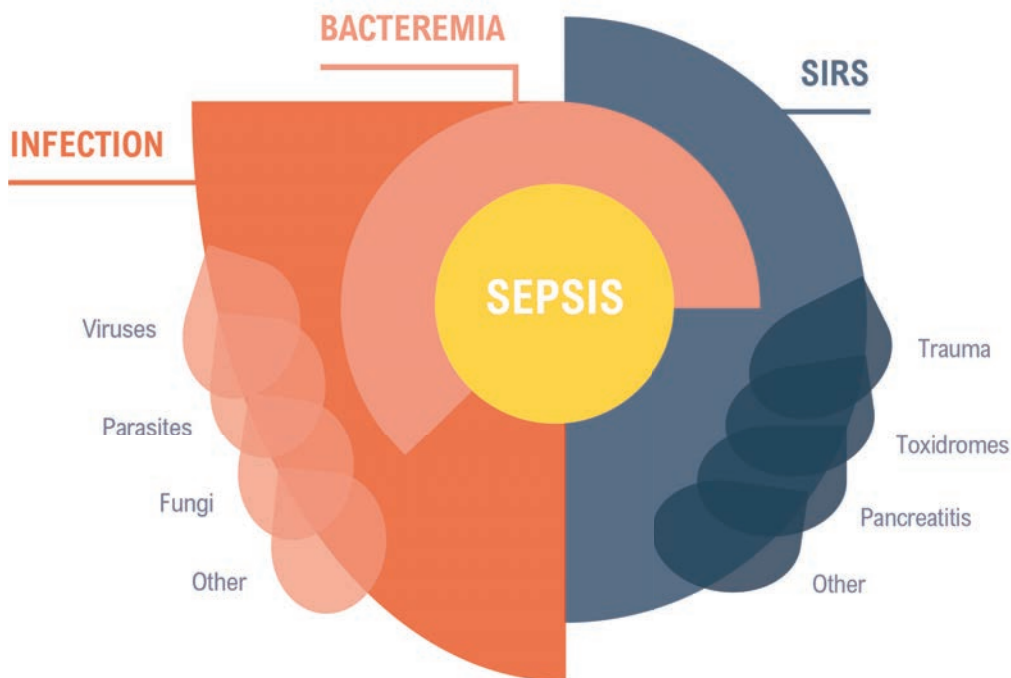 BACTEREMIA
SIRS
INFECTION
SEPSIS
Viruses
Parasites
Fungi
Other
Trauma
Toxidromes
Pancreatitis
Other